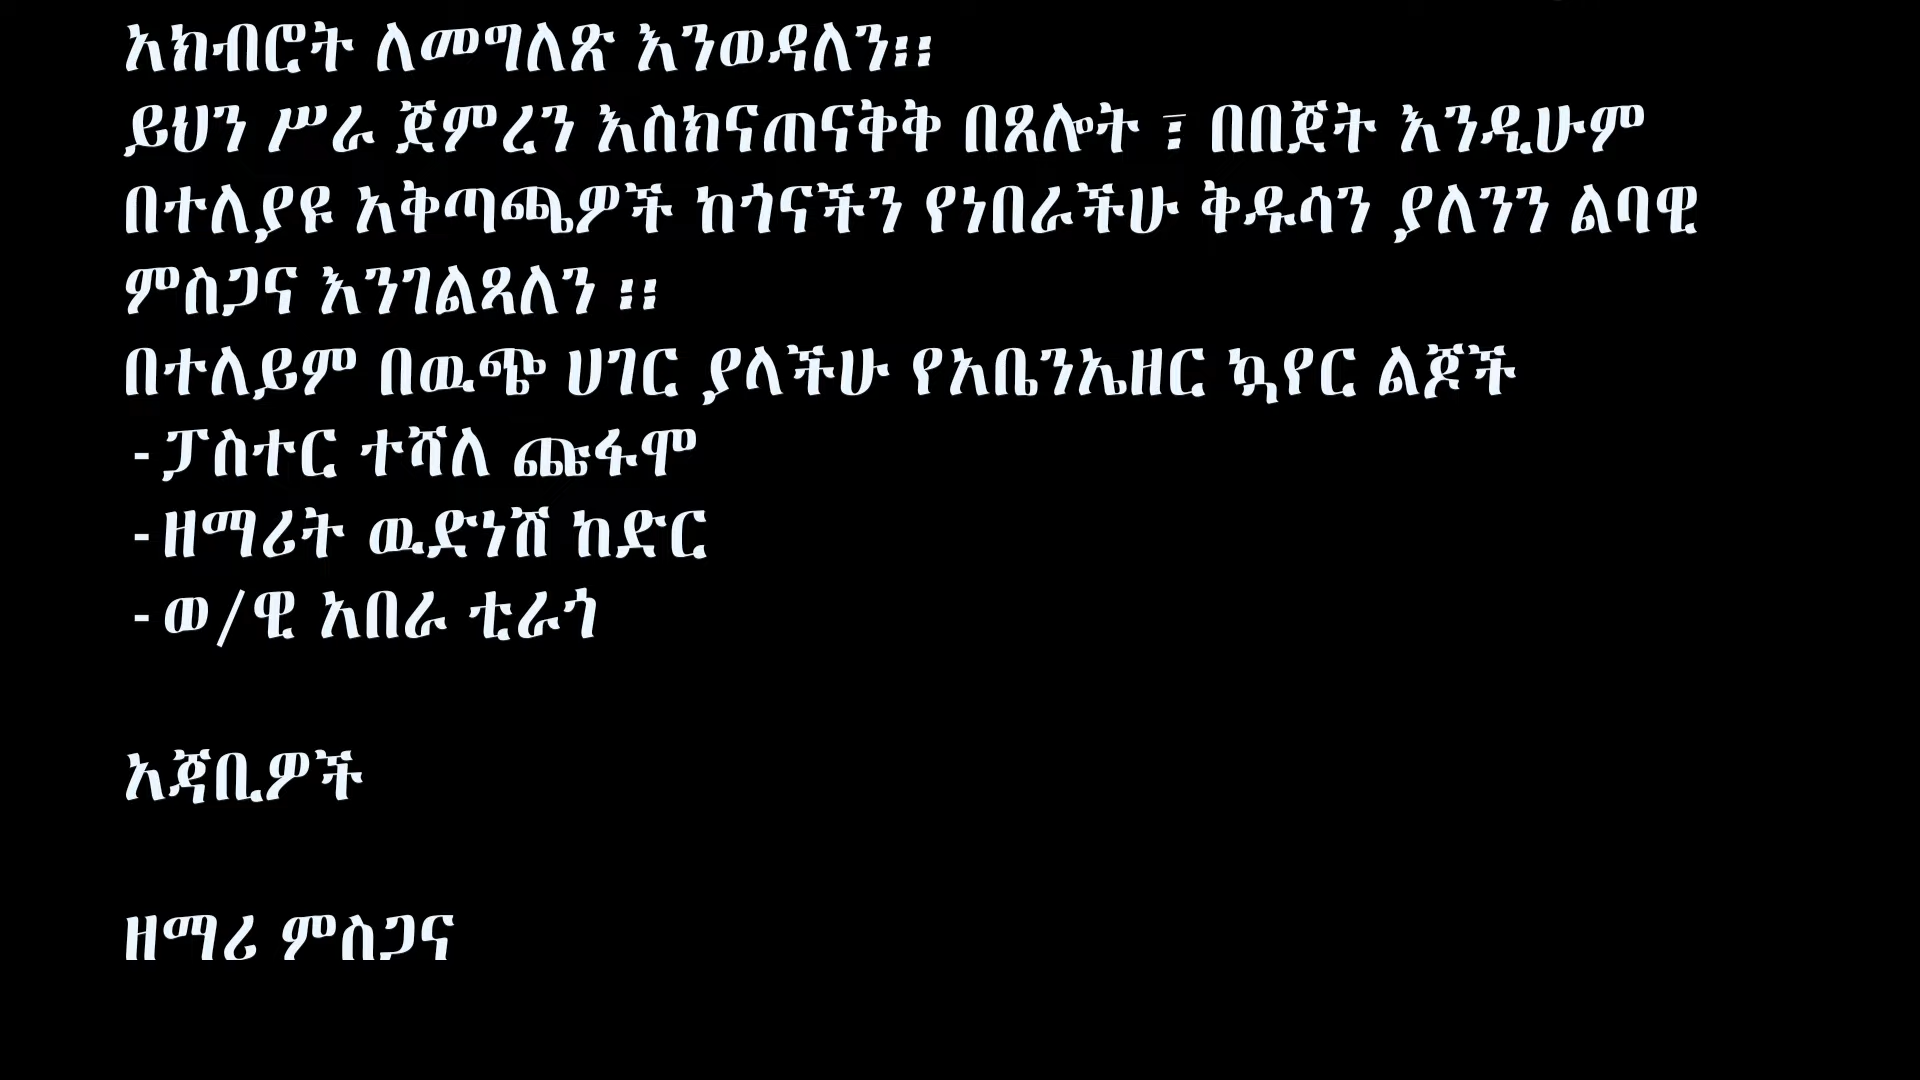 አክብሮት ለመግለጽ እንወዳለን፡፡
ይህን ሥራ ጀምረን እስክናጠናቅቅ በጸሎት ፣ በበጀት እንዲሁም
በተለያዩ አቅጣጫዎች ከጎናችን የነበራችሁ ቅዱሳን ያለንን ልባዊ
ምስጋና እንገልጻለን ፡፡
በተለይም በዉጭ ሀገር ያላችሁ የአቤንኤዘር ኳየር ልጆች
-ፓስተር ተሻለ ጩፋሞ
-ዘማሪት ዉድነሽ ከድር
-ወ/ዊ አበራ ቲራጎ
አጃቢዎች
ዘማሪ ምስጋና